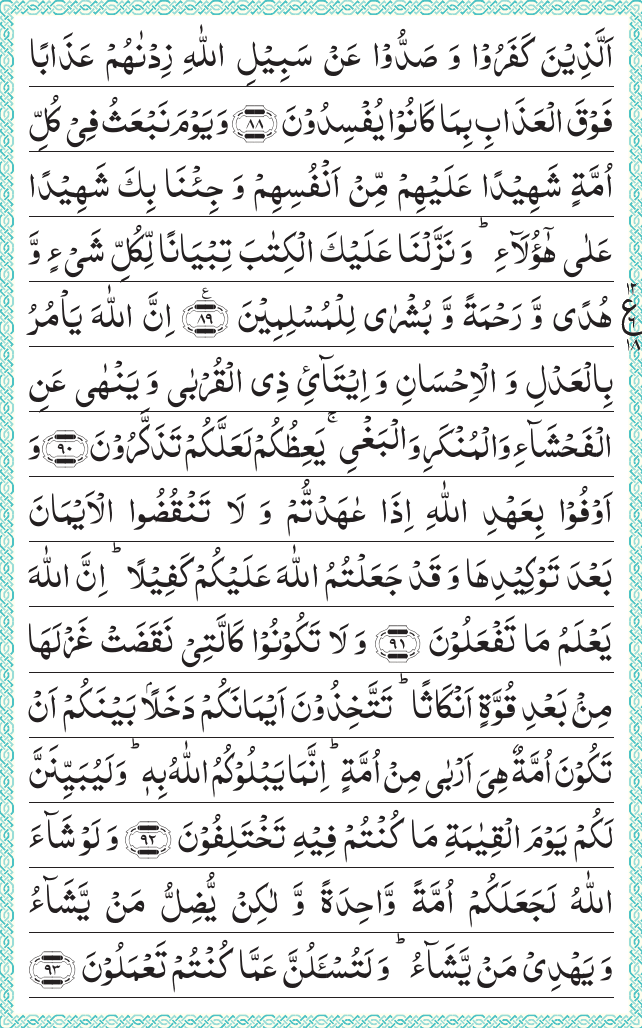 اَلَّذِيۡنَ كَفَرُوۡا وَ صَدُّوۡا عَنۡ سَبِيۡلِ اللّٰهِ زِدۡنٰهُمۡ عَذَابًا
فَوۡقَ الۡعَذَابِ بِمَا كَانُوۡا يُفۡسِدُوۡنَ ﴿۸۸﴾ وَ يَوۡمَ نَبۡعَثُ فِىۡ كُلِّ
اُمَّةٍ شَهِيۡدًا عَلَيۡهِمۡ مِّنۡ اَنۡفُسِهِمۡ وَ جِئۡنَا بِكَ شَهِيۡدًا
عَلٰى هٰٓؤُلَآءِ ؕ وَ نَزَّلۡنَا عَلَيۡكَ الۡكِتٰبَ تِبۡيَانًا لِّكُلِّ شَىۡءٍ وَّ
هُدًى وَّ رَحۡمَةً وَّ بُشۡرٰى لِلۡمُسۡلِمِيۡنَ ﴿۸۹﴾ ع اِنَّ اللّٰهَ يَاۡمُرُ
۱۲ ع ٦ ۱۸
بِالۡعَدۡلِ وَ الۡاِحۡسَانِ وَ اِيۡتَآئِ ذِى الۡقُرۡبٰى وَ يَنۡهٰى عَنِ
الۡفَحۡشَآءِ وَ الۡمُنۡكَرِ وَ الۡبَغۡىِ ۚ يَعِظُكُمۡ لَعَلَّكُمۡ تَذَكَّرُوۡنَ ﴿۹۰﴾ وَ
اَوۡفُوۡا بِعَهۡدِ اللّٰهِ اِذَا عٰهَدۡتُّمۡ وَ لَا تَنۡقُضُوا الۡاَيۡمَانَ
بَعۡدَ تَوۡكِيۡدِهَا وَ قَدۡ جَعَلۡتُمُ اللّٰهَ عَلَيۡكُمۡ كَفِيۡلًا ؕ اِنَّ اللّٰهَ
يَعۡلَمُ مَا تَفۡعَلُوۡنَ ﴿۹۱﴾ وَ لَا تَكُوۡنُوۡا كَالَّتِىۡ نَقَضَتۡ غَزۡلَهَا
مِنۡۢ بَعۡدِ قُوَّةٍ اَنۡكَاثًا ؕ تَتَّخِذُوۡنَ اَيۡمَانَكُمۡ دَخَلًاۢ بَيۡنَكُمۡ اَنۡ
تَكُوۡنَ اُمَّةٌ هِىَ اَرۡبٰى مِنۡ اُمَّةٍ ؕ اِنَّمَا يَبۡلُوۡكُمُ اللّٰهُ بِهٖ ؕ وَ لَيُبَيِّنَنَّ
لَكُمۡ يَوۡمَ الۡقِيٰمَةِ مَا كُنۡتُمۡ فِيۡهِ تَخۡتَلِفُوۡنَ ﴿۹۲﴾ وَ لَوۡ شَآءَ
اللّٰهُ لَجَعَلَكُمۡ اُمَّةً وَّاحِدَةً وَّ لٰكِنۡ يُّضِلُّ مَنۡ يَّشَآءُ
وَ يَهۡدِىۡ مَنۡ يَّشَآءُ ؕ وَ لَتُسۡـَٔلُنَّ عَمَّا كُنۡتُمۡ تَعۡمَلُوۡنَ ﴿۹۳﴾